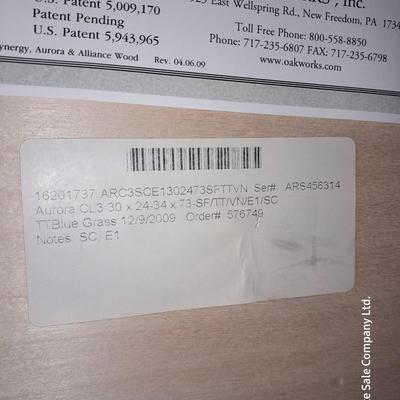 U.S. Patent 5,009,170
Patent Pending
U.S. Patent 5,943,965
Synergy, Aurora & Alliance Wood Rev. 04.06.09
, Inc.
East Wellspring Rd., New Freedom, PA 1734
Toll Free Phone: 800-558-8850
Phone: 717-235-6807 FAX: 717-235-6798
www.oakworks.com
16201737 ARC3SCE1302473SFTTVN Ser# ARS456314
Aurora CL3 30 x 24-34 x 73-SF/TT/VN/E1/SC
TTBlue Grass 12/9/2009 Order# 576749
Notes: SC, E1
te Sale Company Ltd.